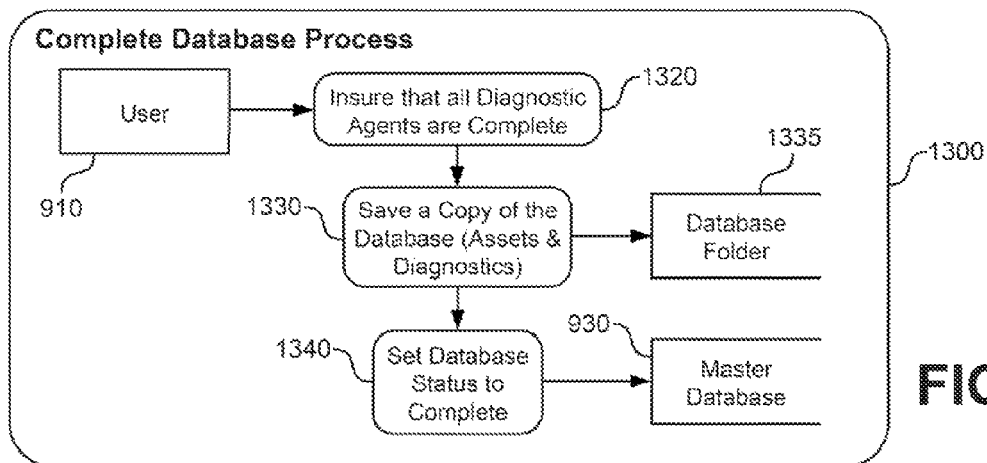 Complete Database Process
User
910
Insure that all Diagnostic
Agents are Complete
1320
1330
Save a Copy of the
Database (Assets &
Diagnostics)
1335
Database
Folder
1300
1340
Set Database
Status to
Complete
930
Master
Database